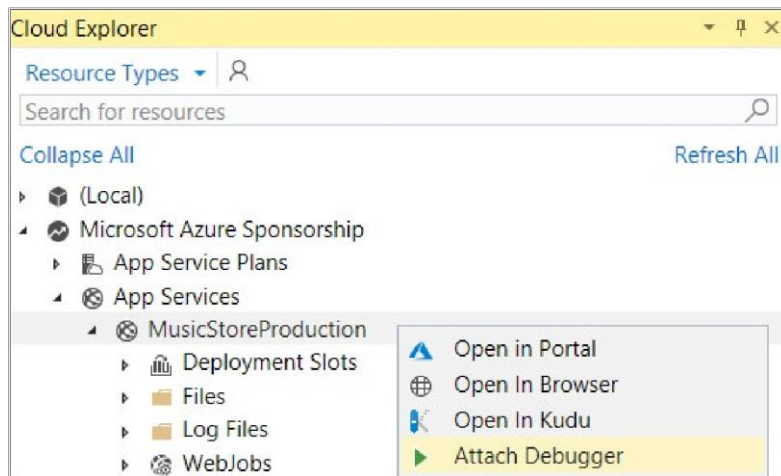 Cloud Explorer
Resource Types
Search for resources
Collapse All Refresh All
(Local)
Microsoft Azure Sponsorship
App Service Plans
App Services
MusicStoreProduction
Deployment Slots
Files
Log Files
WebJobs
Open in Portal
Open In Browser
Open In Kudu
Attach Debugger